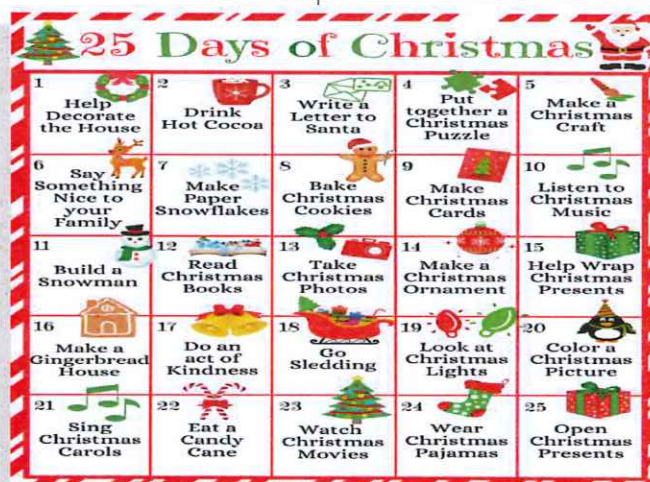 25 Days of Christmas
1
Help
Decorate
the House
2
Drink
Hot Cocoa
3
Write a
Letter to
Santa
4
Put
together a
Christmas
Puzzle
5
Make a
Christmas
Craft
6
Say
Something
Nice to
your
Family
7
Make
Paper
Snowflakes
8
Bake
Christmas
Cookies
9
Make
Christmas
Cards
10
Listen to
Christmas
Music
11
Build a
Snowman
12
Read
Christmas
Books
13
Take
Christmas
Photos
14
Make a
Christmas
Ornament
15
Help Wrap
Christmas
Presents
16
Make a
Gingerbread
House
17
Do an
act of
Kindness
18
Go
Sledding
19
Look at
Christmas
Lights
20
Color a
Christmas
Picture
21
Sing
Christmas
Carols
22
Eat a
Candy
Cane
23
Watch
Christmas
Movies
24
Wear
Christmas
Pajamas
25
Open
Christmas
Presents